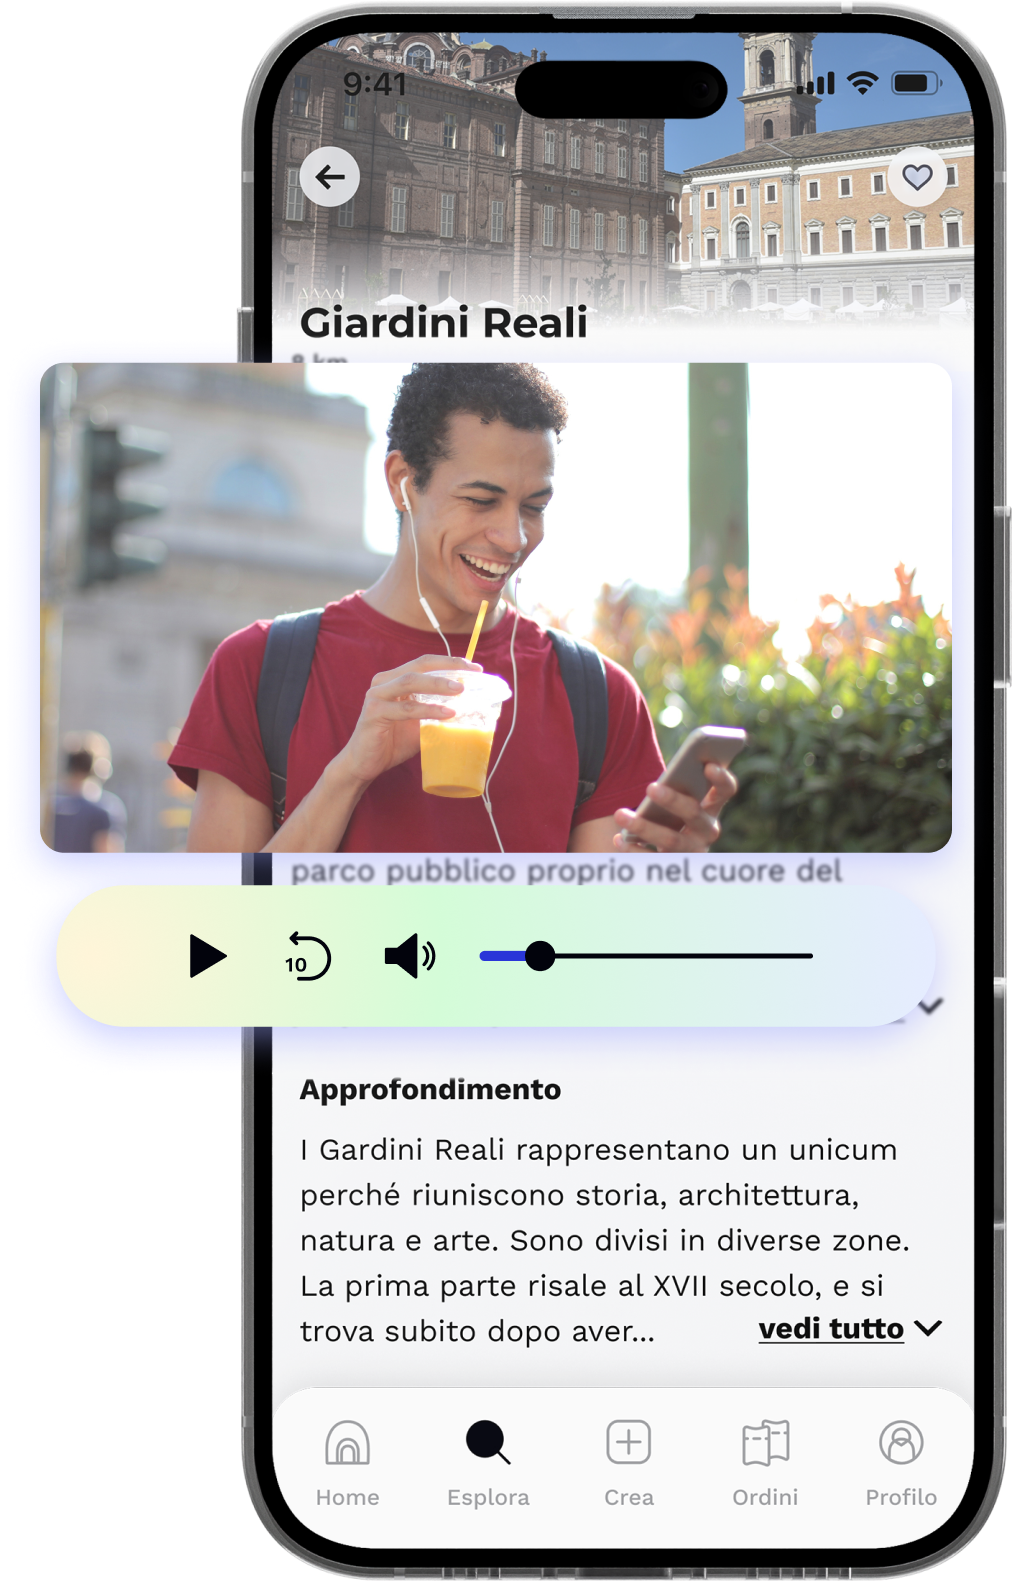 9:41
Giardini Reali
8 km
parco pubblico proprio nel cuore del
10
Approfondimento
I Gardini Reali rappresentano un unicum
perché riuniscono storia, architettura,
natura e arte. Sono divisi in diverse zone.
La prima parte risale al XVII secolo, e si
trova subito dopo aver... vedi tutto
Home Esplora Crea Ordini Profilo